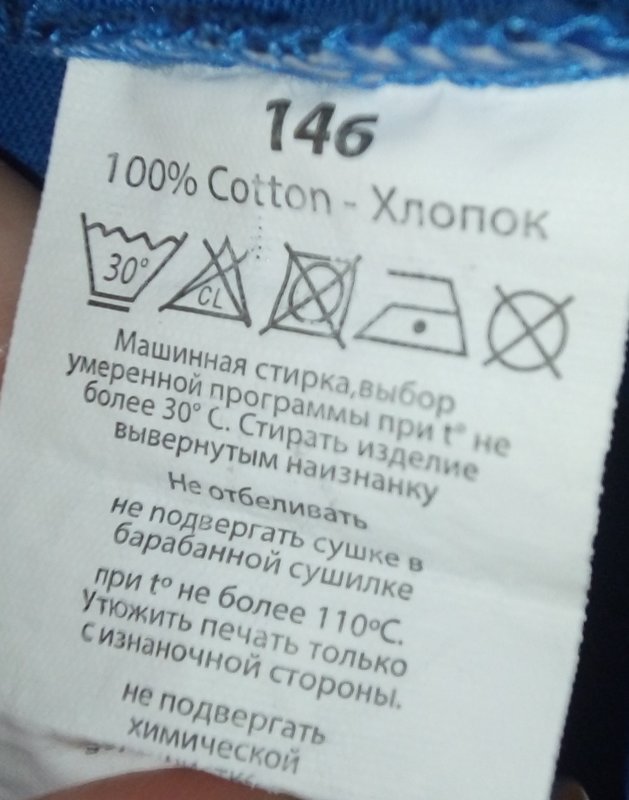 146
100% Cotton - Хлопок
30°
CL
Машинная стирка,выбор
умеренной программы при t° не
более 30° С. Стирать изделие
вывернутым наизнанку
Не отбеливать
не подвергать сушке в
барабанной сушилке
при t° не более 110°С.
Утюжить печать только
с изнаночной стороны.
не подвергать
химической